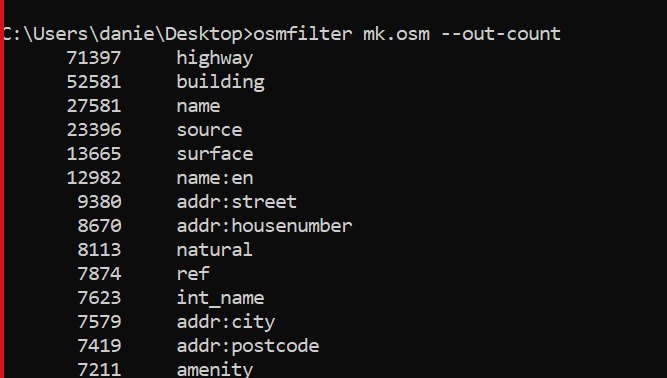 C:\Users\danie\Desktop>osmfilter mk.osm --out-count
71397 highway
52581 building
27581 name
23396 source
13665 surface
12982 name:en
9380 addr:street
8670 addr:housenumber
8113 natural
7874 ref
7623 int_name
7579 addr:city
7419 addr:postcode
7211 amenity